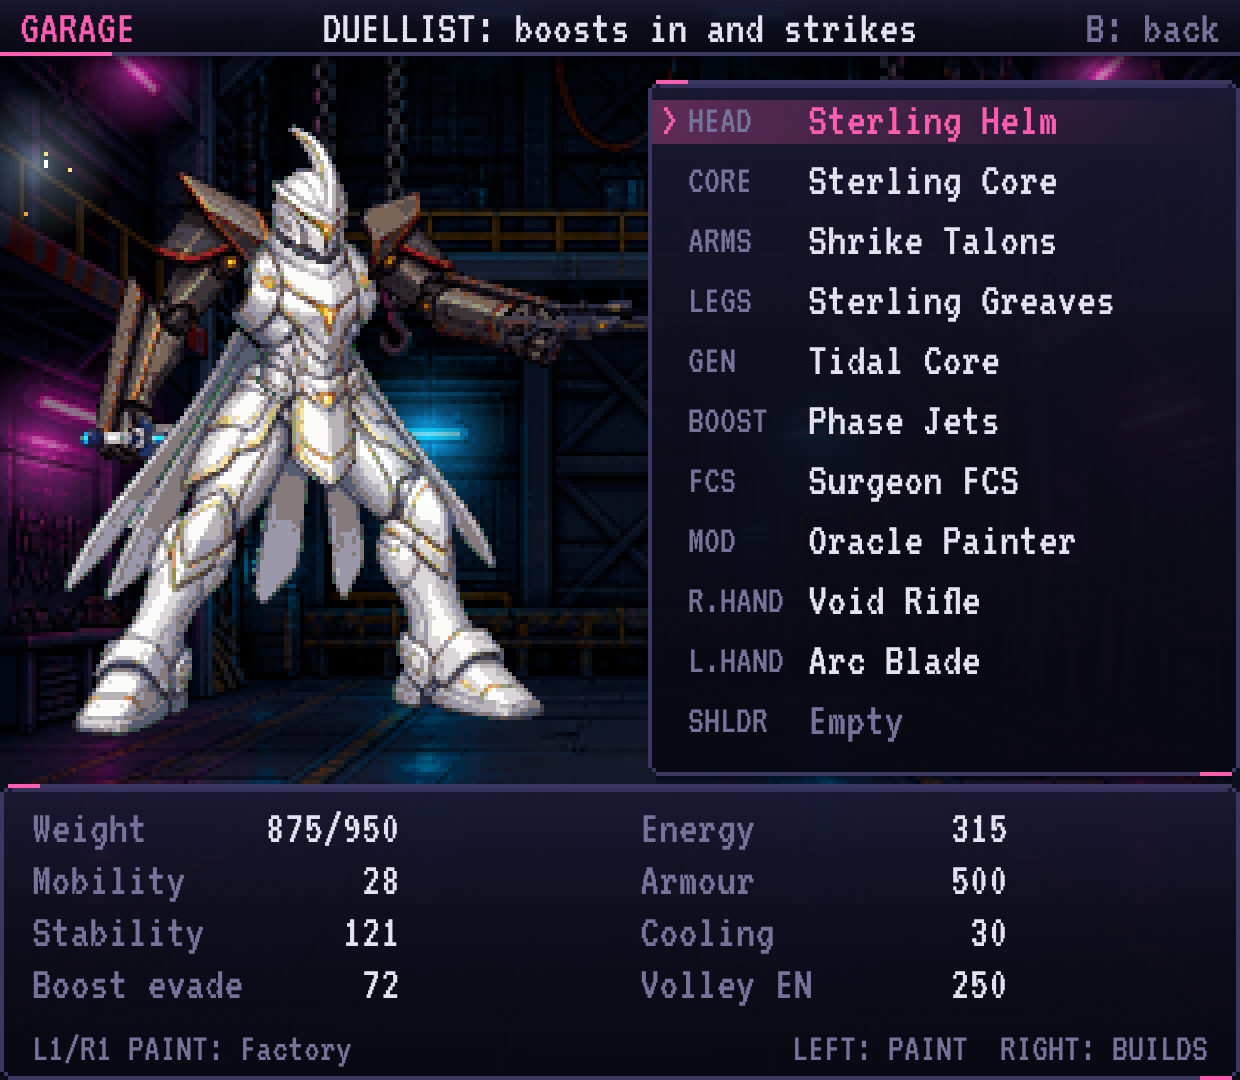 GARAGE DUELLIST: boosts in and strikes B: back
HEAD Sterling Helm
CORE Sterling Core
ARMS Shrike Talons
LEGS Sterling Greaves
GEN Tidal Core
BOOST Phase Jets
FCS Surgeon FCS
MOD Oracle Painter
R.HAND Void Rifle
L.HAND Arc Blade
SHLDR Empty
Weight 875/950 Energy 315
Mobility 28 Armour 500
Stability 121 Cooling 30
Boost evade 72 Volley EN 250
L1/R1 PAINT: Factory LEFT: PAINT RIGHT: BUILDS